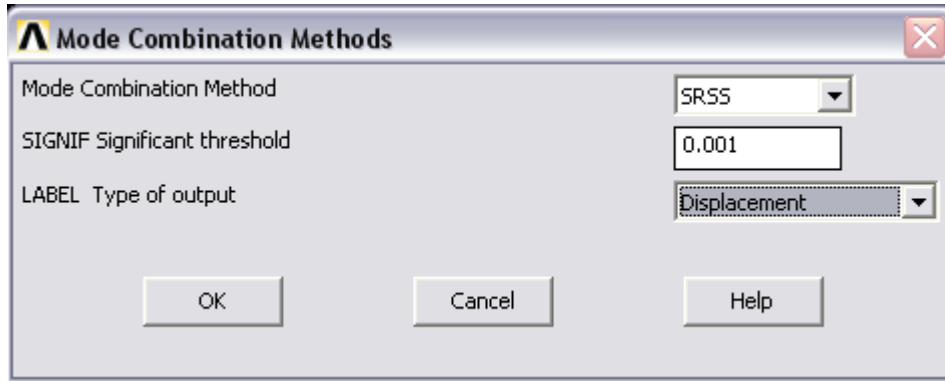 Mode Combination Methods
Mode Combination Method SRSS
SIGNIF Significant threshold 0.001
LABEL Type of output Displacement
OK Cancel Help